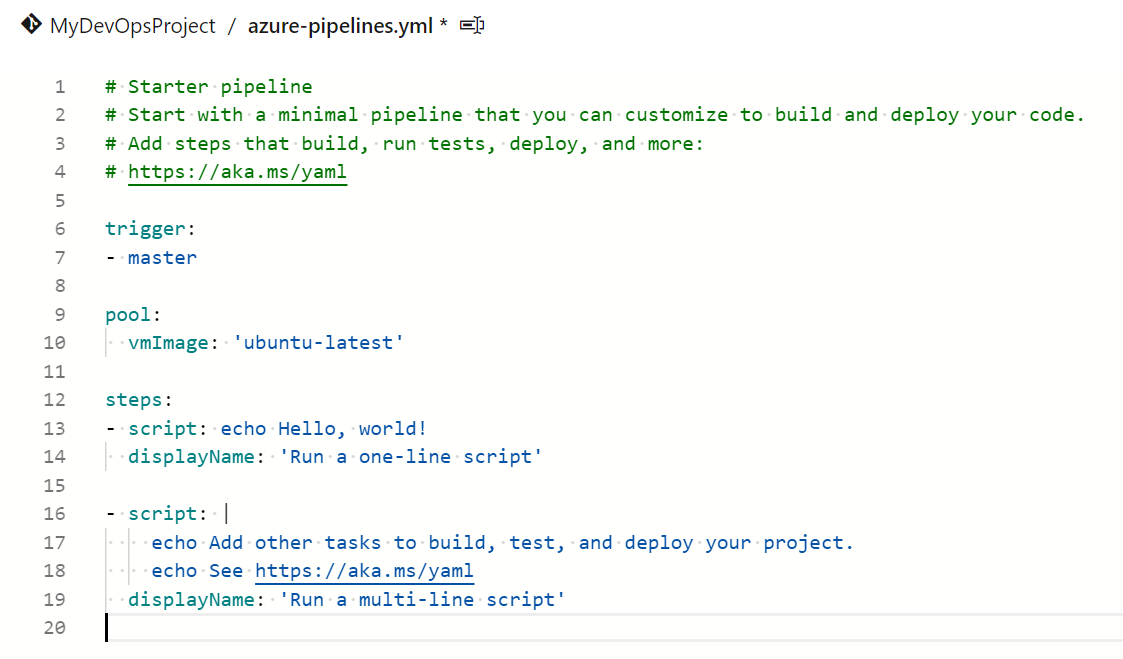 MyDevOpsProject / azure-pipelines.yml *
1 # Starter pipeline
2 # Start with a minimal pipeline that you can customize to build and deploy your code.
3 # Add steps that build, run tests, deploy, and more:
4 # https://aka.ms/yaml
5
6 trigger:
7 - master
8
9 pool:
10   vmImage: 'ubuntu-latest'
11
12 steps:
13 - script: echo Hello, world!
14   displayName: 'Run a one-line script'
15
16 - script: |
17     echo Add other tasks to build, test, and deploy your project.
18     echo See https://aka.ms/yaml
19   displayName: 'Run a multi-line script'
20